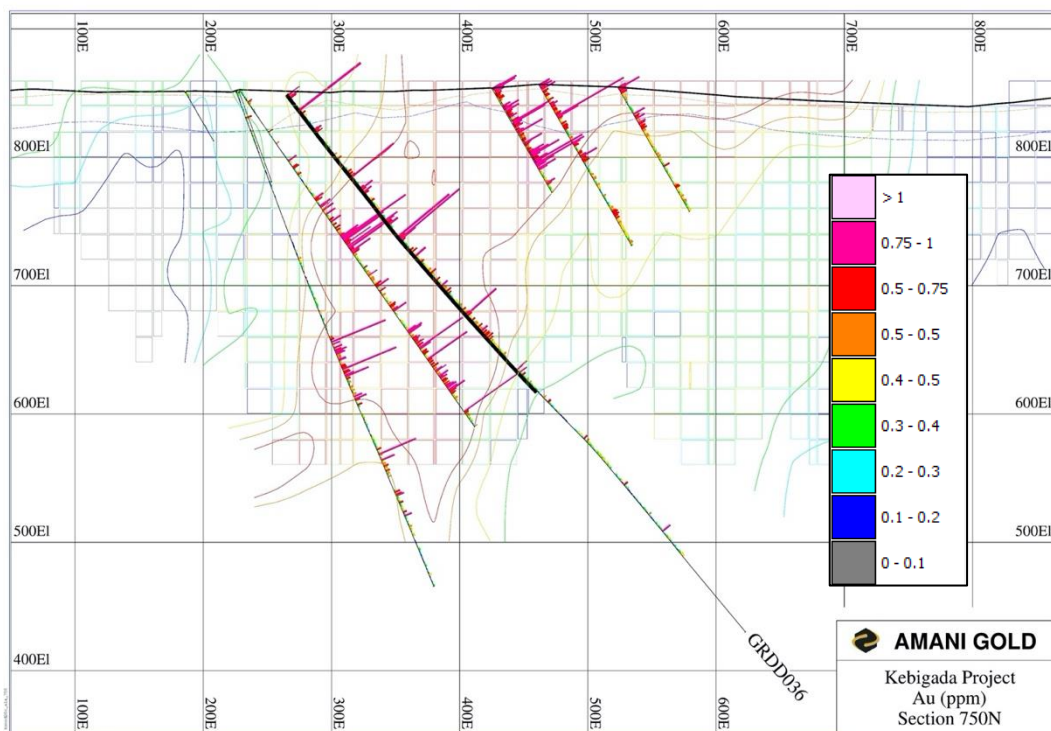 100E 200E 300E 400E 500E 600E 700E 800E
800El 800El
700El 700El
600El 600El
500El 500El
400El
100E 200E 300E 400E 500E 600E
> 1
0.75 - 1
0.5 - 0.75
0.5 - 0.5
0.4 - 0.5
0.3 - 0.4
0.2 - 0.3
0.1 - 0.2
0 - 0.1
GRDD036
AMANI GOLD
Kebigada Project
Au (ppm)
Section 750N